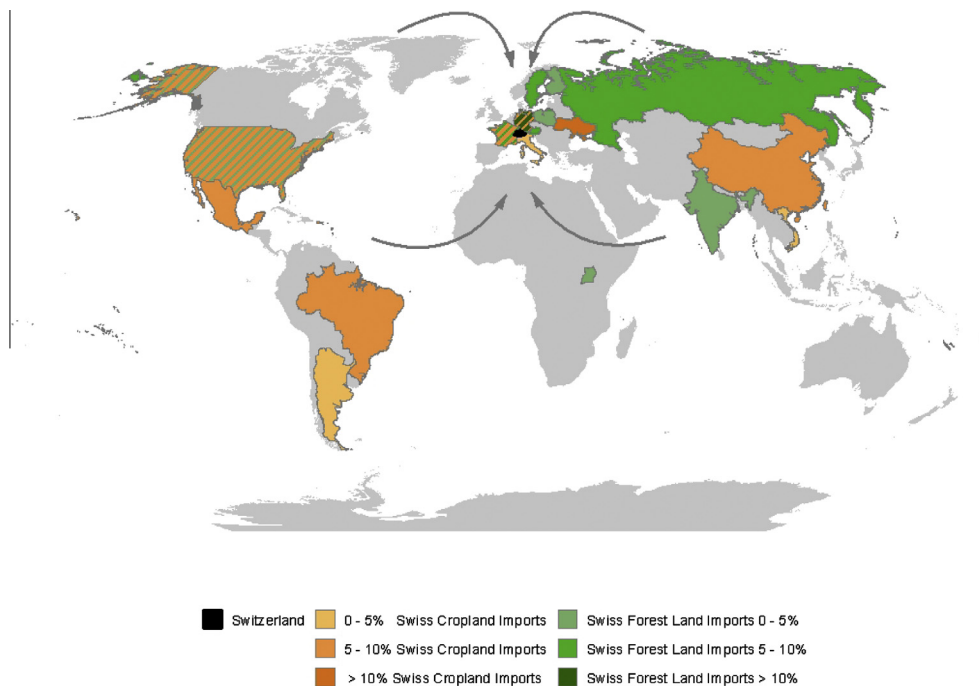 Switzerland
0 - 5% Swiss Cropland Imports
5 - 10% Swiss Cropland Imports
> 10% Swiss Cropland Imports
Swiss Forest Land Imports 0 - 5%
Swiss Forest Land Imports 5 - 10%
Swiss Forest Land Imports > 10%